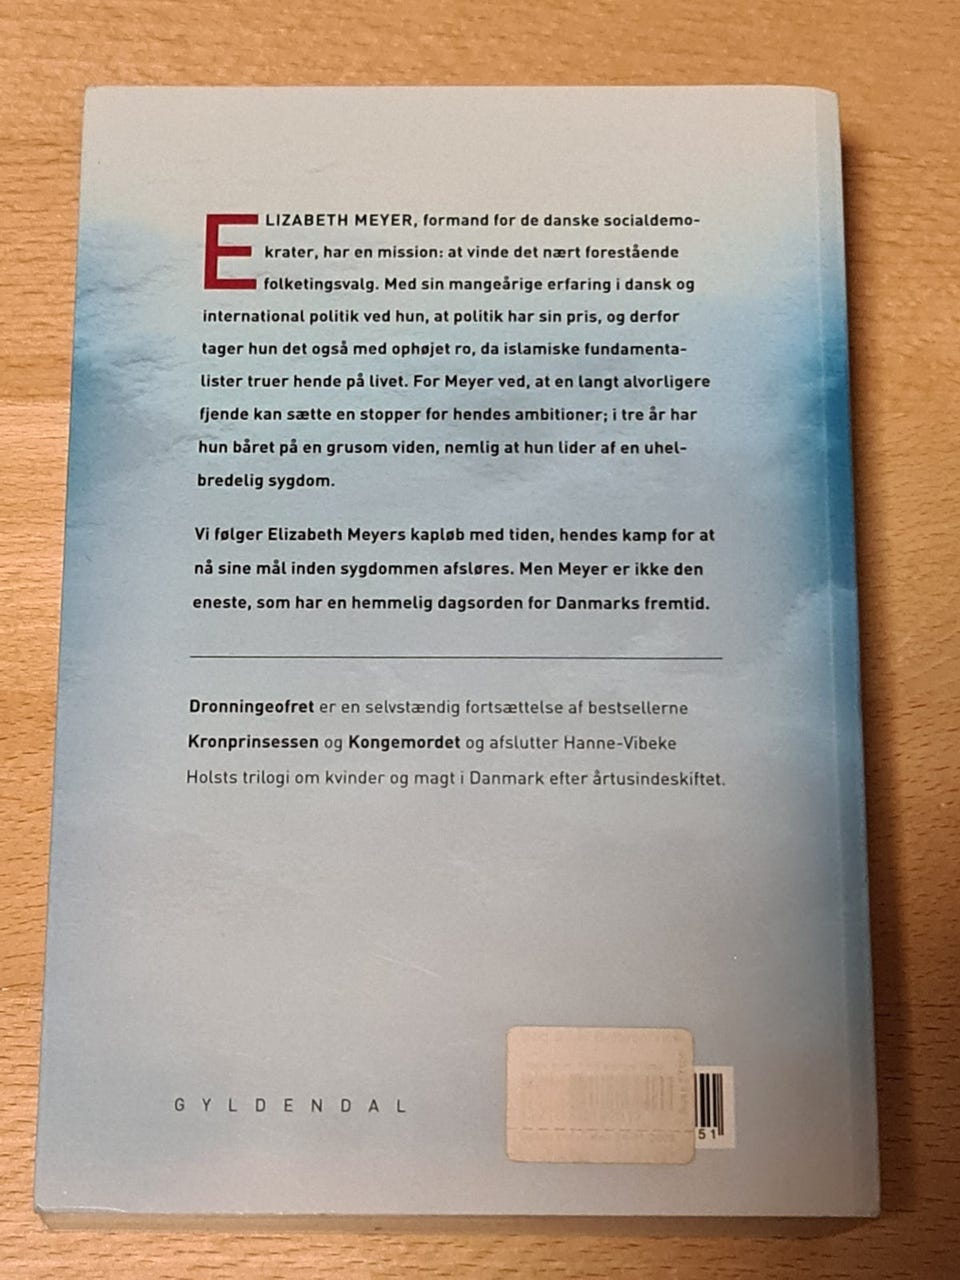 ELIZABETH MEYER, formand for de danske socialdemo-
krater, har en mission: at vinde det nært forestående
folketingsvalg. Med sin mangeårige erfaring i dansk og
international politik ved hun, at politik har sin pris, og derfor
tager hun det også med ophøjet ro, da islamiske fundamenta-
lister truer hende på livet. For Meyer ved, at en langt alvorligere
fjende kan sætte en stopper for hendes ambitioner; i tre år har
hun båret på en grusom viden, nemlig at hun lider af en uhel-
bredelig sygdom.
Vi følger Elizabeth Meyers kapløb med tiden, hendes kamp for at
nå sine mål inden sygdommen afsløres. Men Meyer er ikke den
eneste, som har en hemmelig dagsorden for Danmarks fremtid.
Dronningeofret er en selvstændig fortsættelse af bestsellerne
Kronprinsessen og Kongemordet og afslutter Hanne-Vibeke
Holsts trilogi om kvinder og magt i Danmark efter årtusindeskiftet.
GYLDENDAL
51